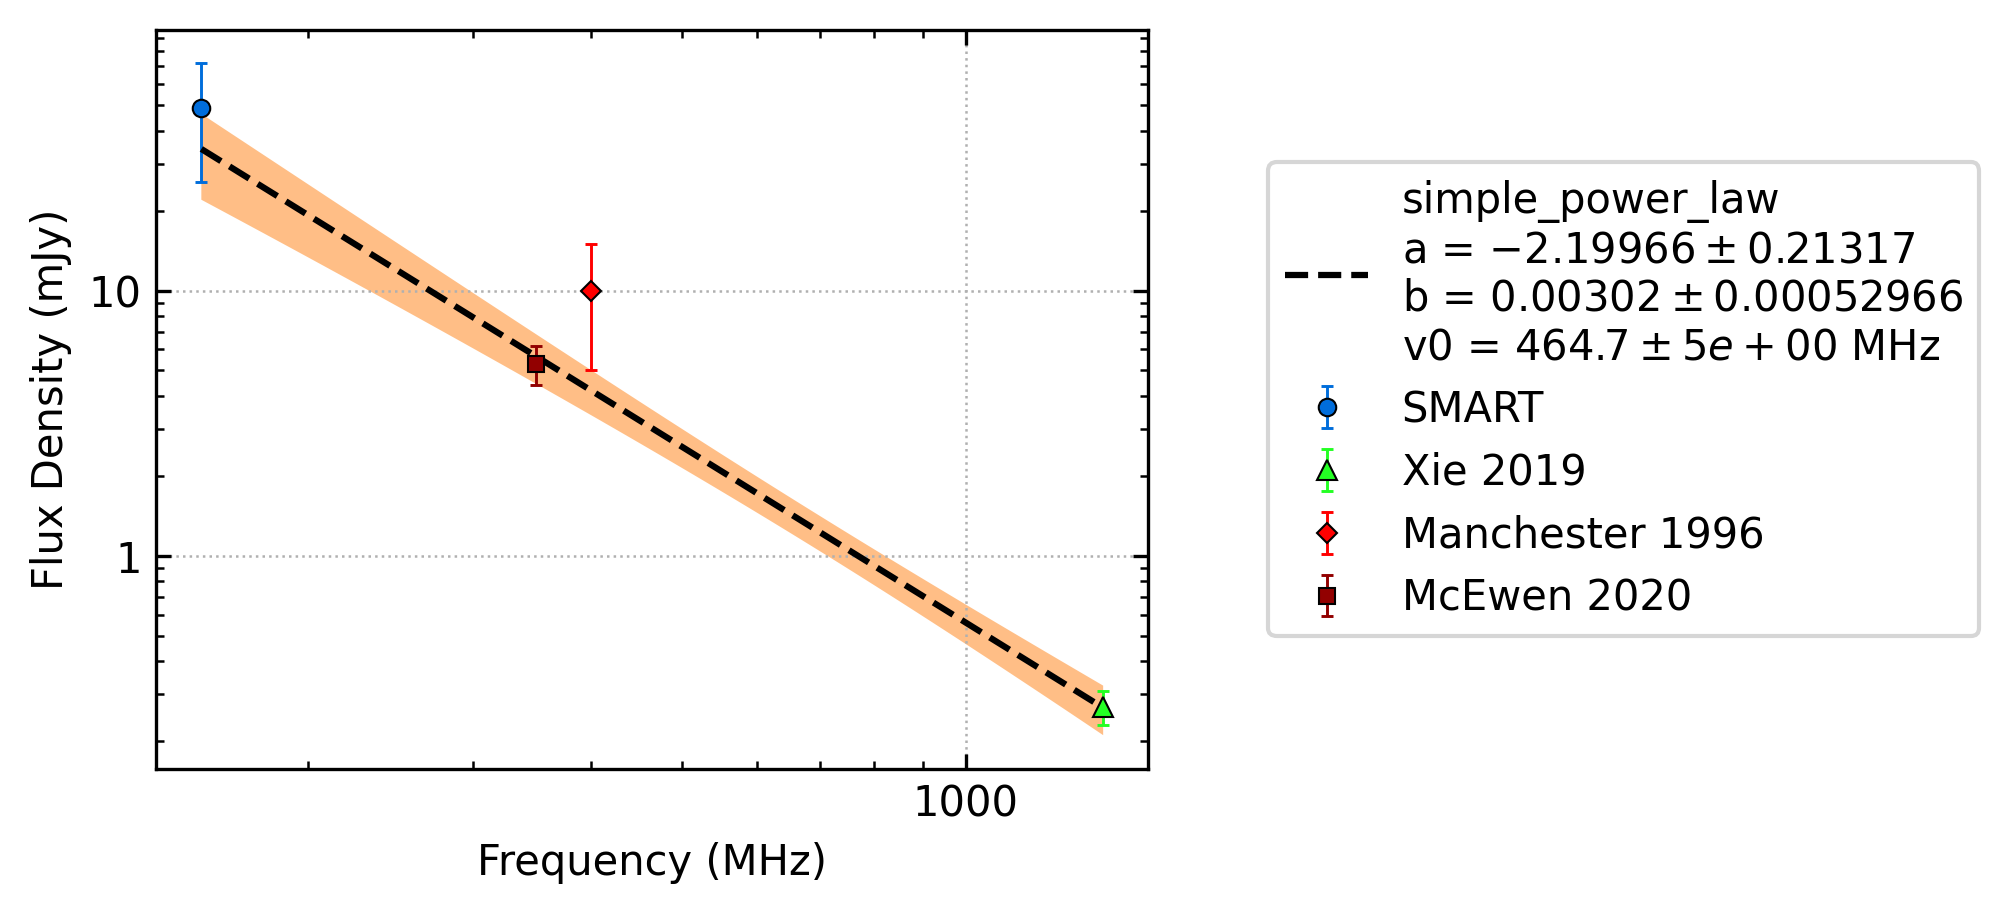 Flux Density (mJy)
10
1
1000
Frequency (MHz)
simple_power_law
a = −2.19966 ± 0.21317
b = 0.00302 ± 0.00052966
v0 = 464.7 ± 5e + 00 MHz
SMART
Xie 2019
Manchester 1996
McEwen 2020